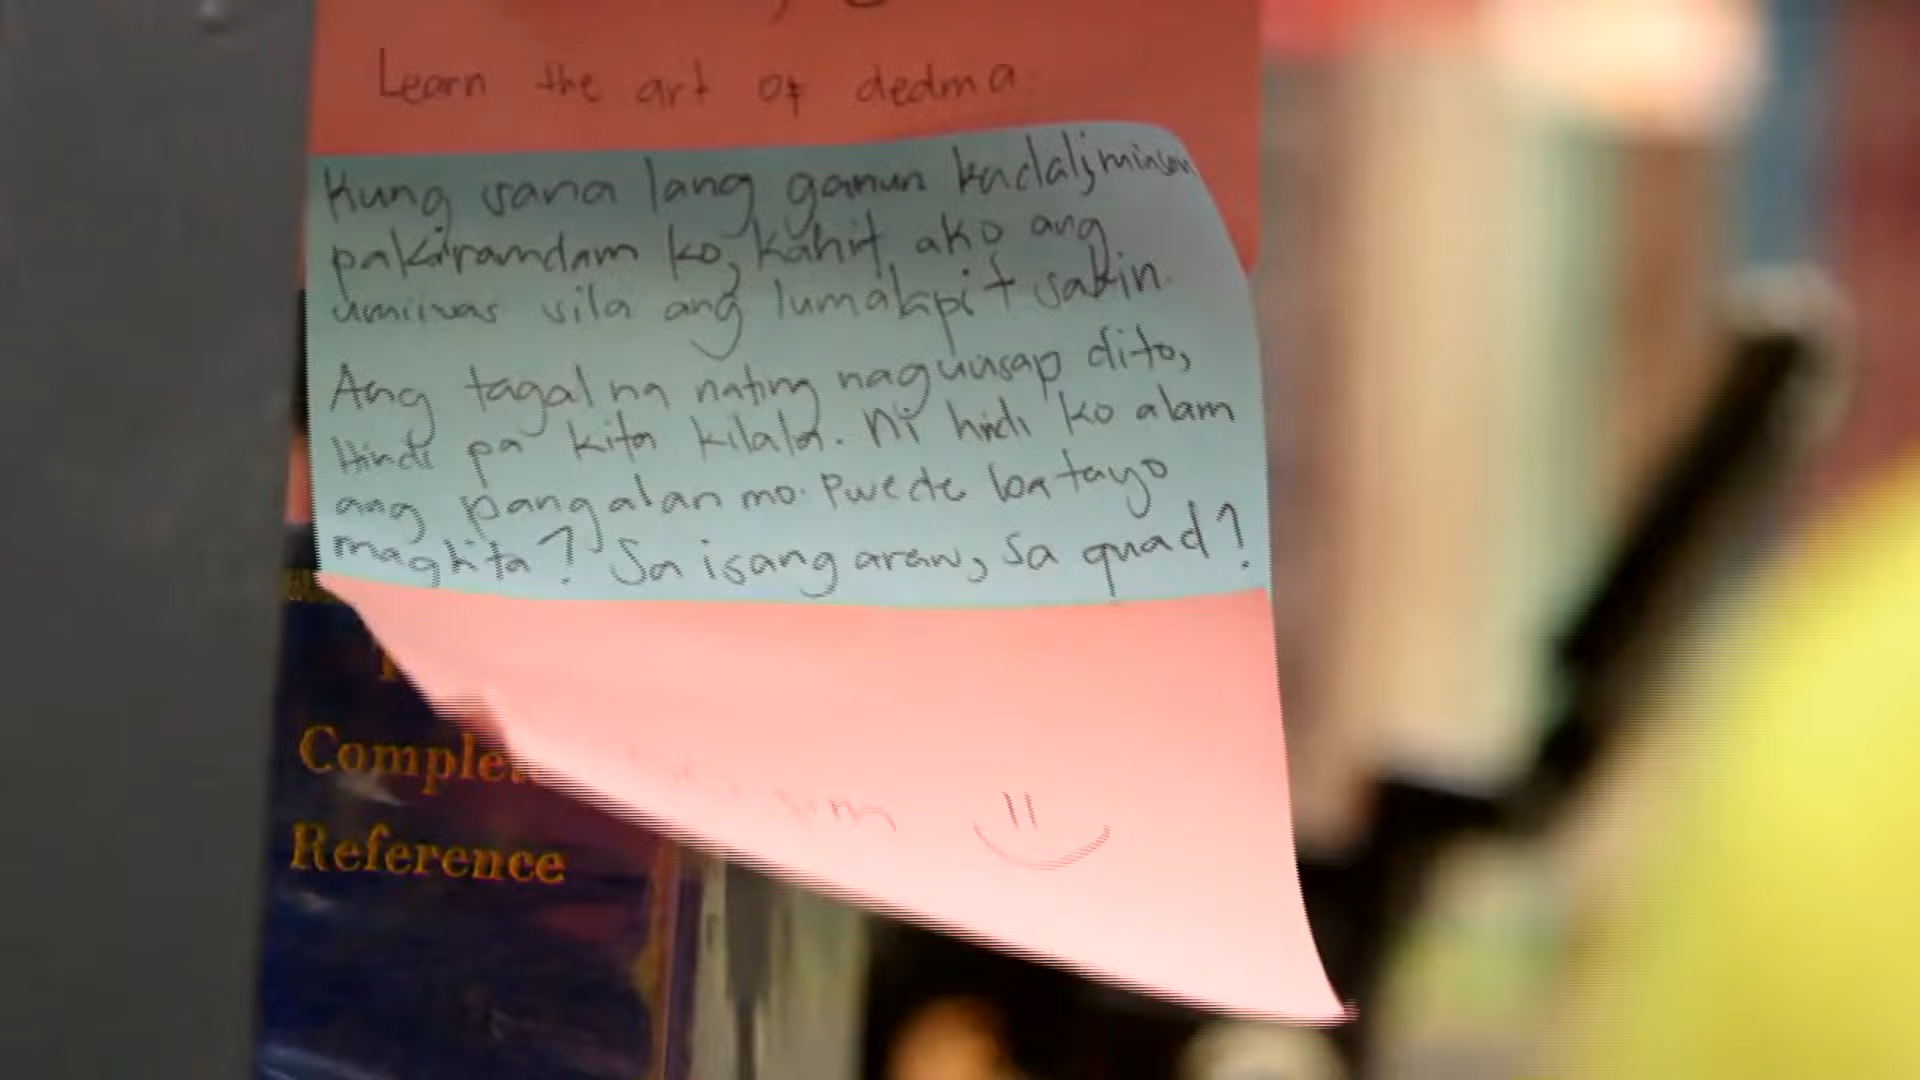 Learn the art of dedma
Kung sana lang ganun kadali, minsan
pakiramdam ko, kahit ako ang
umiiwas sila ang lumalapit sakin.
Ang tagal na nating naguusap dito,
Hindi pa kita kilala. Ni hindi ko alam
ang pangalan mo. Pwede ba tayo
magkita? Sa isang araw, sa quad?
Reference